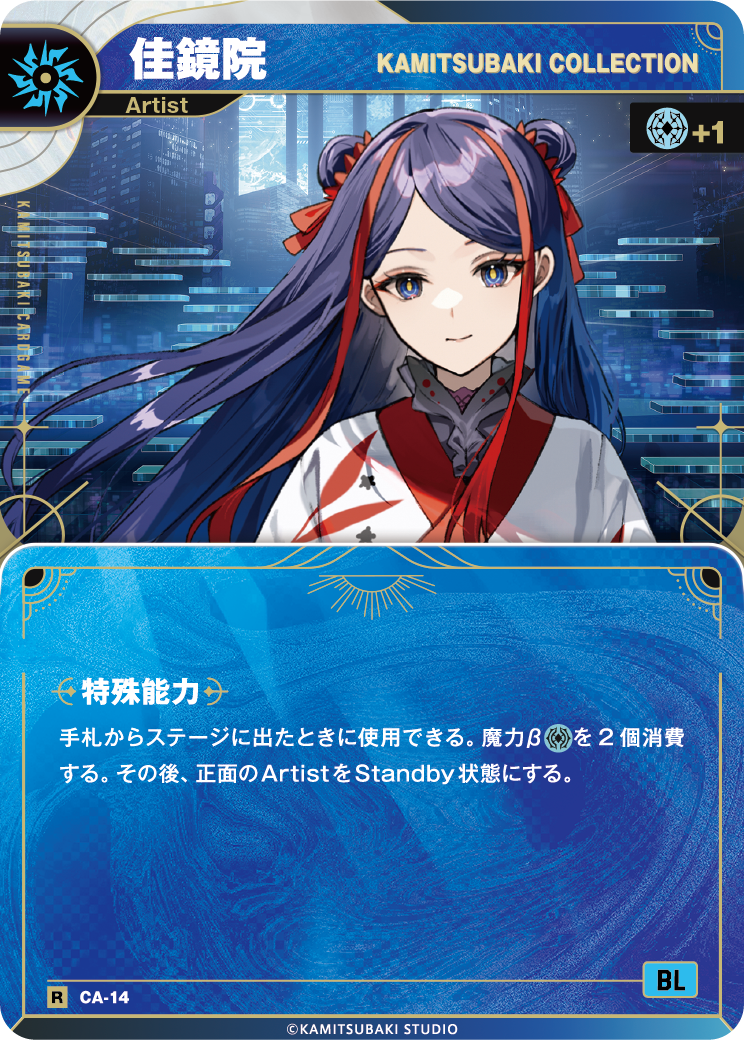 佳鏡院
KAMITSUBAKI COLLECTION
Artist
+1
KAMITSUBAKI CARDGAME
特殊能力
手札からステージに出たときに使用できる。魔力βを2個消費
する。その後、正面のArtistをStandby状態にする。
BL
R CA-14
©KAMITSUBAKI STUDIO